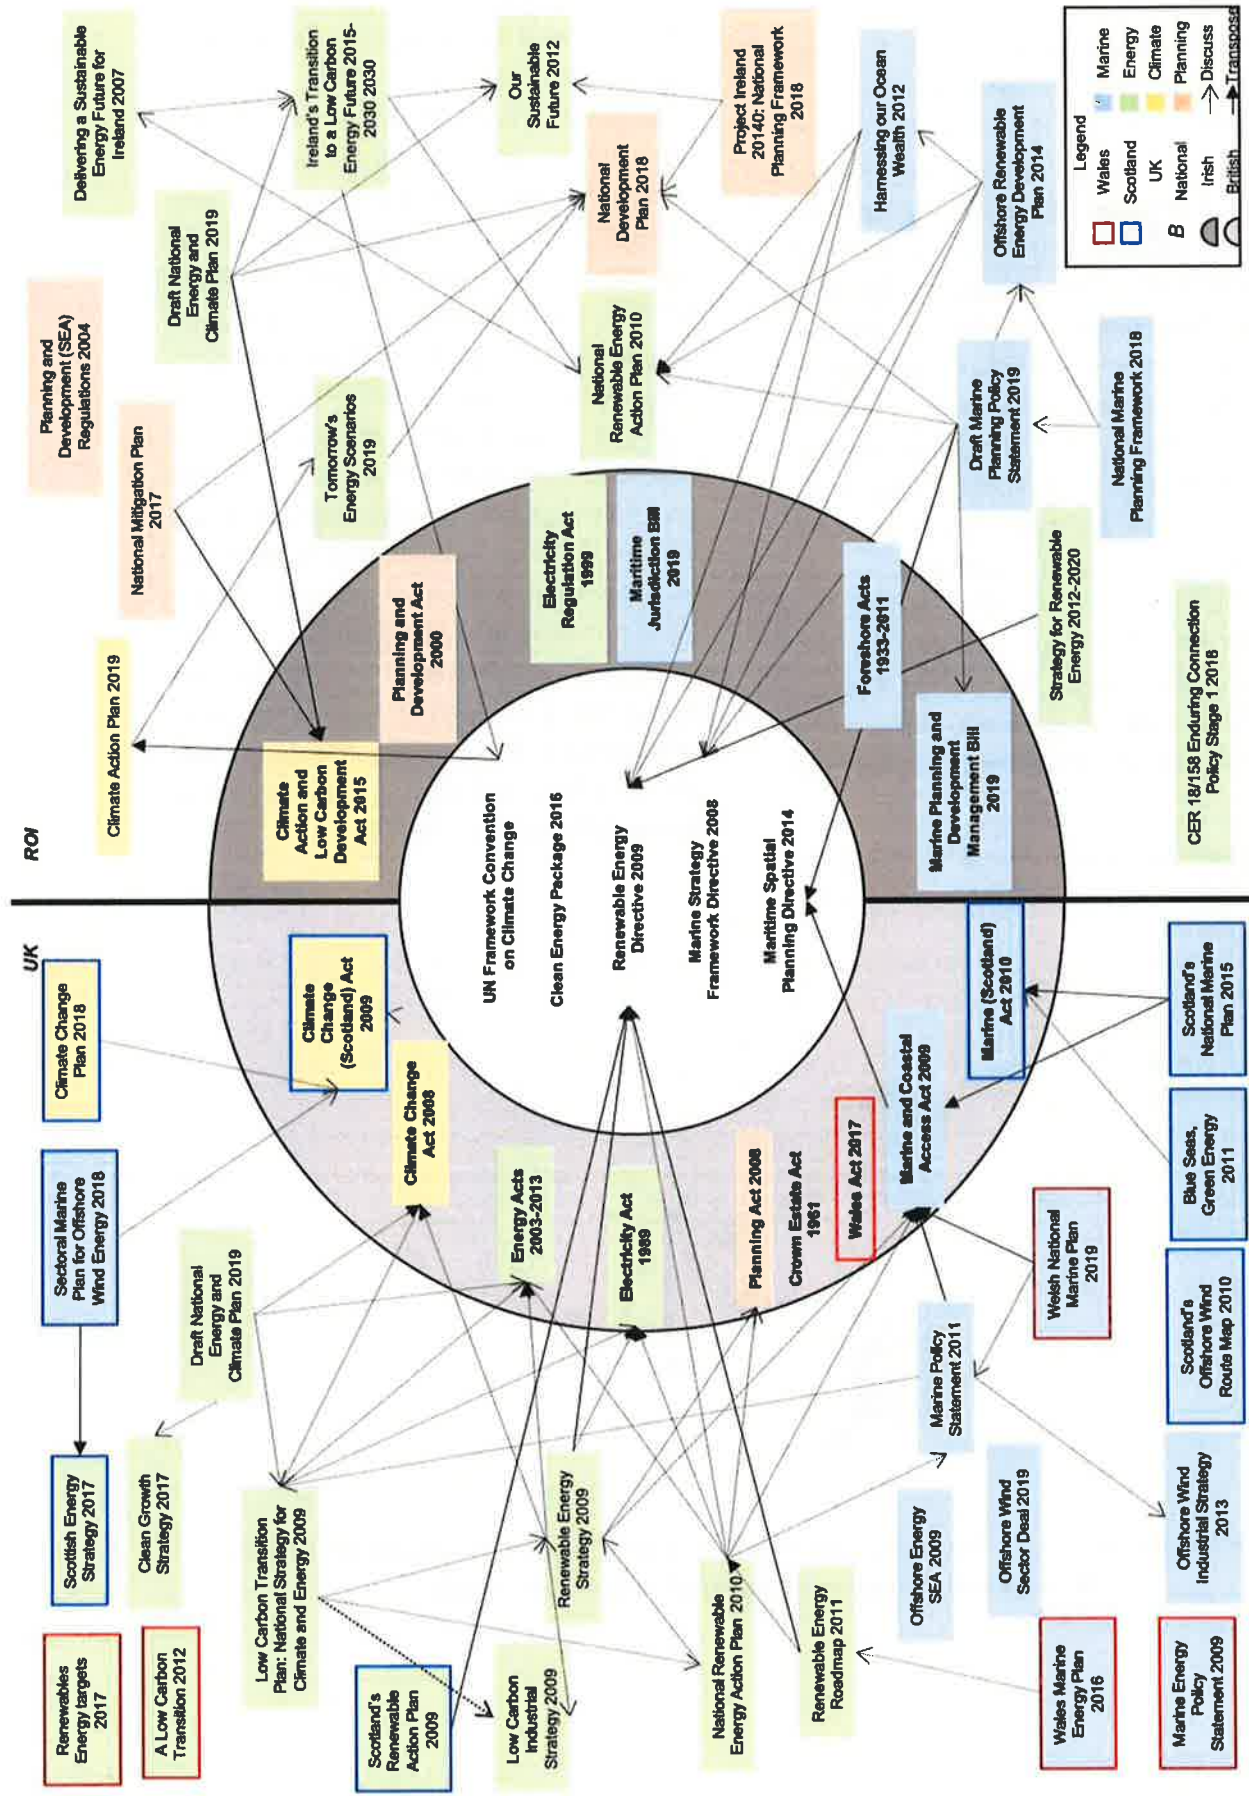 UK
ROI
Renewables
Energy targets
2017
A Low Carbon
Transition 2012
Scottish Energy
Strategy 2017
Clean Growth
Strategy 2017
Sectoral Marine
Plan for Offshore
Wind Energy 2018
Climate Change
Plan 2018
Draft National
Energy and
Climate Plan 2019
Low Carbon Transition
Plan: National Strategy for
Climate and Energy 2009
Scotland's
Renewable
Action Plan
2009
Low Carbon
Industrial
Strategy 2009
Renewable Energy
Strategy 2009
National Renewable
Energy Action Plan 2010
Renewable Energy
Roadmap 2011
Offshore Energy
SEA 2009
Offshore Wind
Sector Deal 2019
Marine Policy
Statement 2011
Welsh National
Marine Plan
2019
Wales Marine
Energy Plan
2016
Marine Energy
Policy
Statement 2009
Offshore Wind
Industrial Strategy
2013
Scotland's
Offshore Wind
Route Map 2010
Blue Seas,
Green Energy
2011
Scotland's
National Marine
Plan 2015
Climate
Change
(Scotland) Act
2009
Climate Change
Act 2008
Energy Acts
2003-2013
Electricity Act
1989
Planning Act 2008
Crown Estate Act
1961
Wales Act 2017
Marine and Coastal
Access Act 2009
Marine (Scotland)
Act 2010
UN Framework Convention
on Climate Change
Clean Energy Package 2016
Renewable Energy
Directive 2009
Marine Strategy
Framework Directive 2008
Maritime Spatial
Planning Directive 2014
Climate
Action and
Low Carbon
Development
Act 2015
Planning and
Development Act
2000
Electricity
Regulation Act
1999
Maritime
Jurisdiction Bill
2019
Foreshore Acts
1933-2011
Marine Planning and
Development
Management Bill
2019
Climate Action Plan 2019
National Mitigation Plan
2017
Planning and
Development (SEA)
Regulations 2004
Tomorrow's
Energy Scenarios
2019
Draft National
Energy and
Climate Plan 2019
Delivering a Sustainable
Energy Future for
Ireland 2007
Ireland's Transition
to a Low Carbon
Energy Future 2015-
2030 2030
Our
Sustainable
Future 2012
National
Development
Plan 2018
National
Renewable Energy
Action Plan 2010
Project Ireland
20140: National
Planning Framework
2018
Harnessing our Ocean
Wealth 2012
Offshore Renewable
Energy Development
Plan 2014
Draft Marine
Planning Policy
Statement 2019
National Marine
Planning Framework 2018
Strategy for Renewable
Energy 2012-2020
CER 18/158 Enduring Connection
Policy Stage 1 2018
Legend
Wales
Marine
Scotland
Energy
UK
Climate
B
National
Planning
Irish
Discuss
British
Transpose